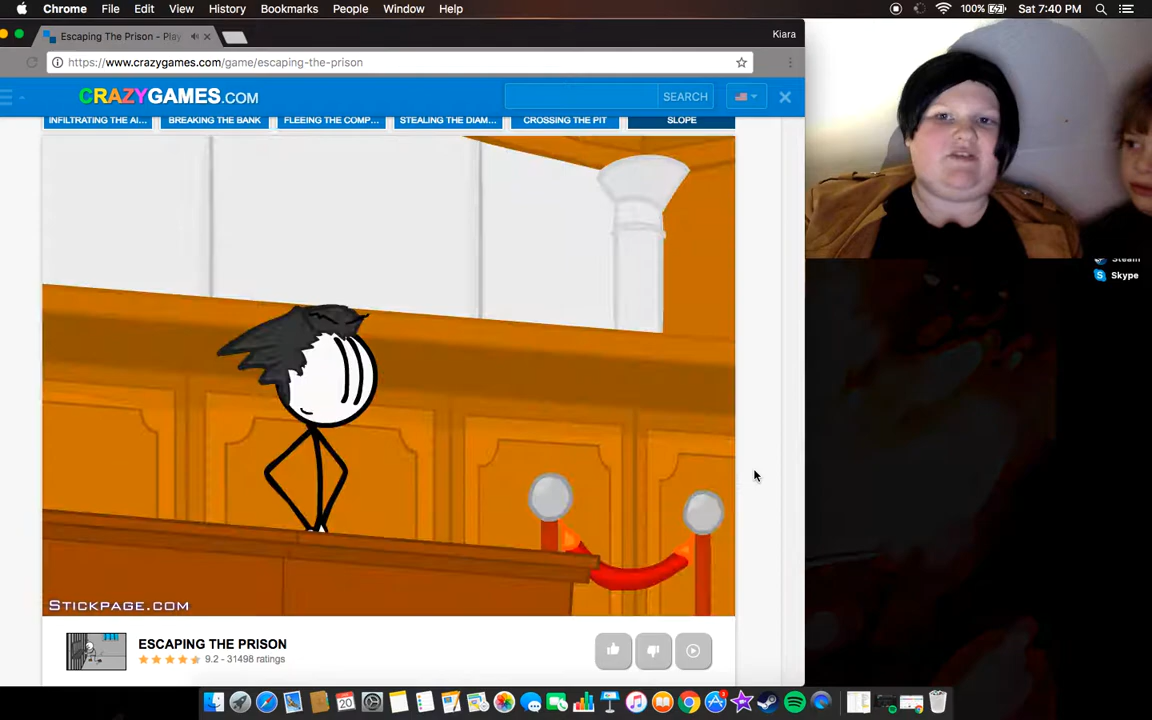 Chrome File Edit View History Bookmarks People Window Help 100% Sat 7:40 PM
Escaping The Prison - Play Kiara
https://www.crazygames.com/game/escaping-the-prison
CRAZYGAMES.COM SEARCH
INFILTRATING THE AI... BREAKING THE BANK FLEEING THE COMP... STEALING THE DIAM... CROSSING THE PIT SLOPE
Steam
Skype
STICKPAGE.COM
ESCAPING THE PRISON
9.2 - 31498 ratings
20